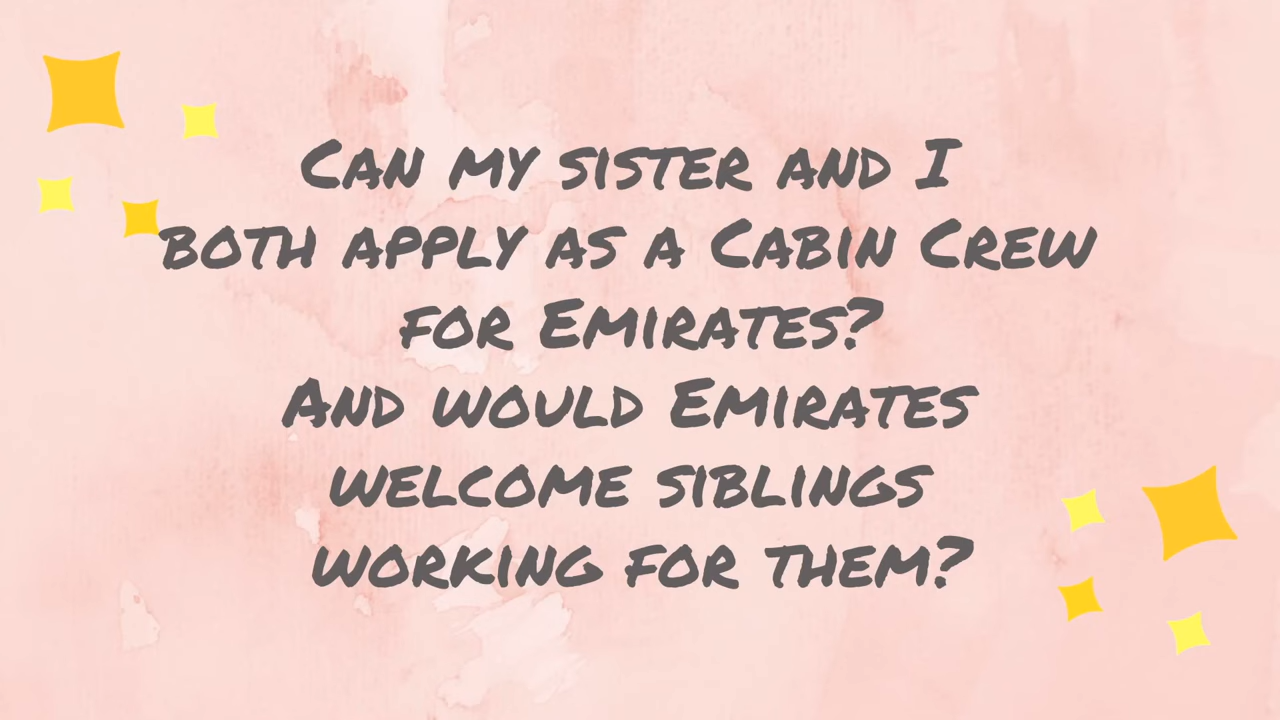 Can my sister and I
both apply as a Cabin Crew
for Emirates?
And would Emirates
welcome siblings
working for them?